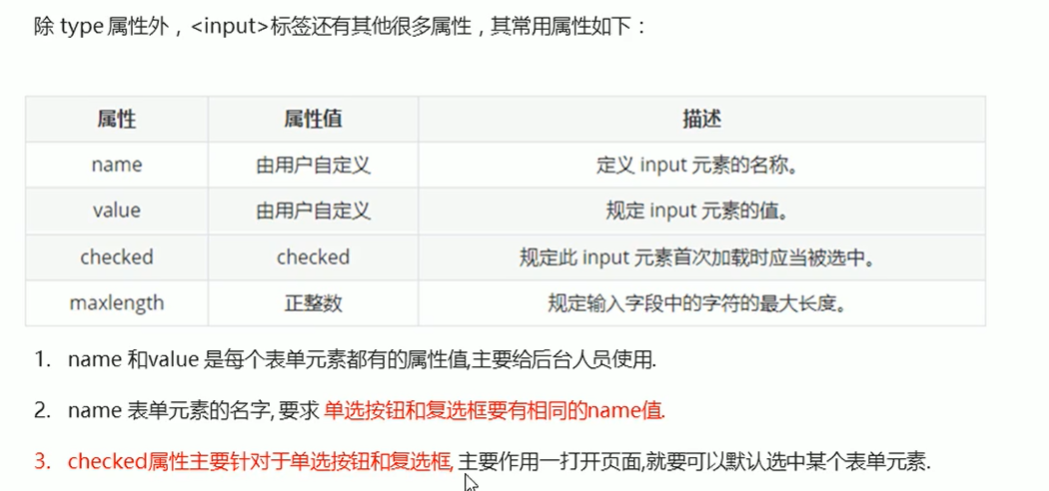 除 type 属性外，<input>标签还有其他很多属性，其常用属性如下：
属性 属性值 描述
name 由用户自定义 定义 input 元素的名称。
value 由用户自定义 规定 input 元素的值。
checked checked 规定此 input 元素首次加载时应当被选中。
maxlength 正整数 规定输入字段中的字符的最大长度。
1. name 和value 是每个表单元素都有的属性值,主要给后台人员使用.
2. name 表单元素的名字, 要求 单选按钮和复选框要有相同的name值.
3. checked属性主要针对于单选按钮和复选框, 主要作用一打开页面,就要可以默认选中某个表单元素.